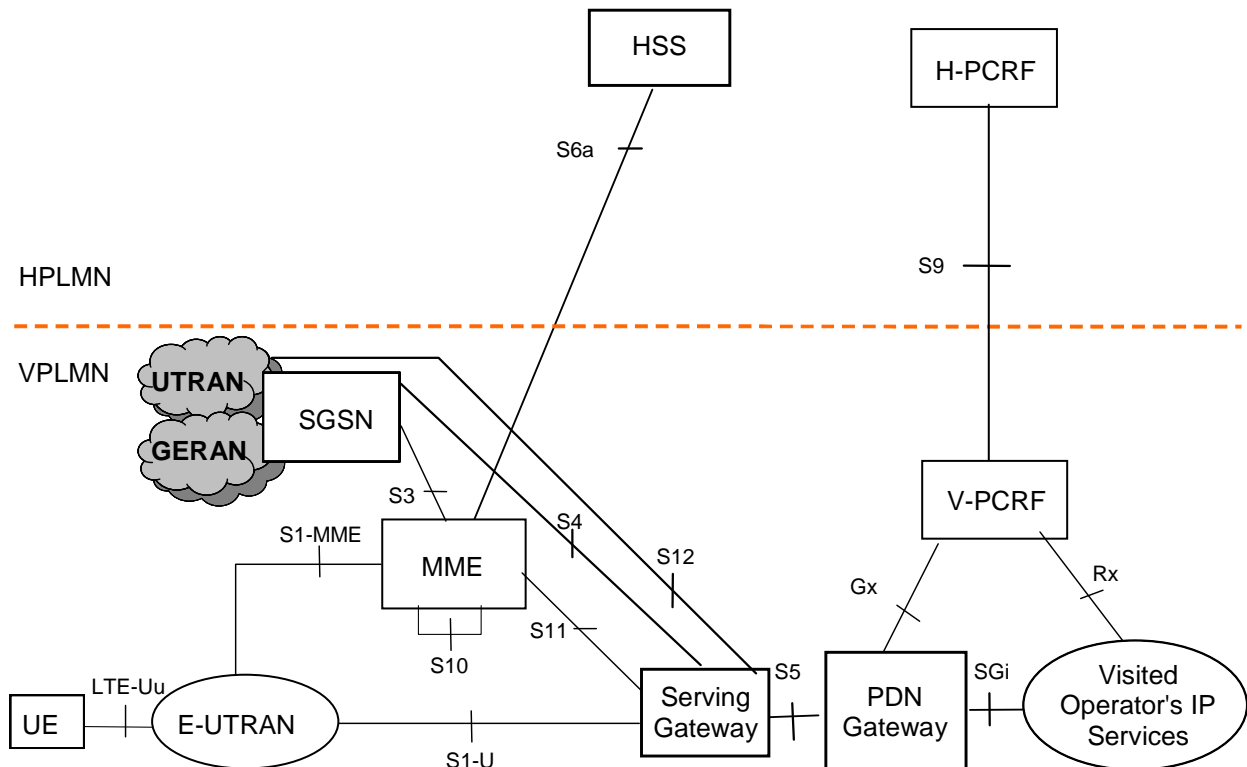 HSS
H-PCRF
S6a
S9
HPLMN
VPLMN
UTRAN
SGSN
GERAN
S3
V-PCRF
S1-MME
S4
MME
S12
Gx
Rx
S11
S10
S5
SGi
LTE-Uu
UE
E-UTRAN
Serving
Gateway
PDN
Gateway
Visited
Operator's IP
Services
S1-U